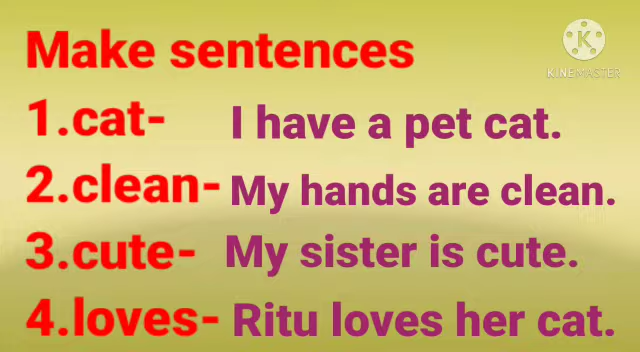 Make sentences
KINEMASTER
1.cat- I have a pet cat.
2.clean- My hands are clean.
3.cute- My sister is cute.
4.loves- Ritu loves her cat.